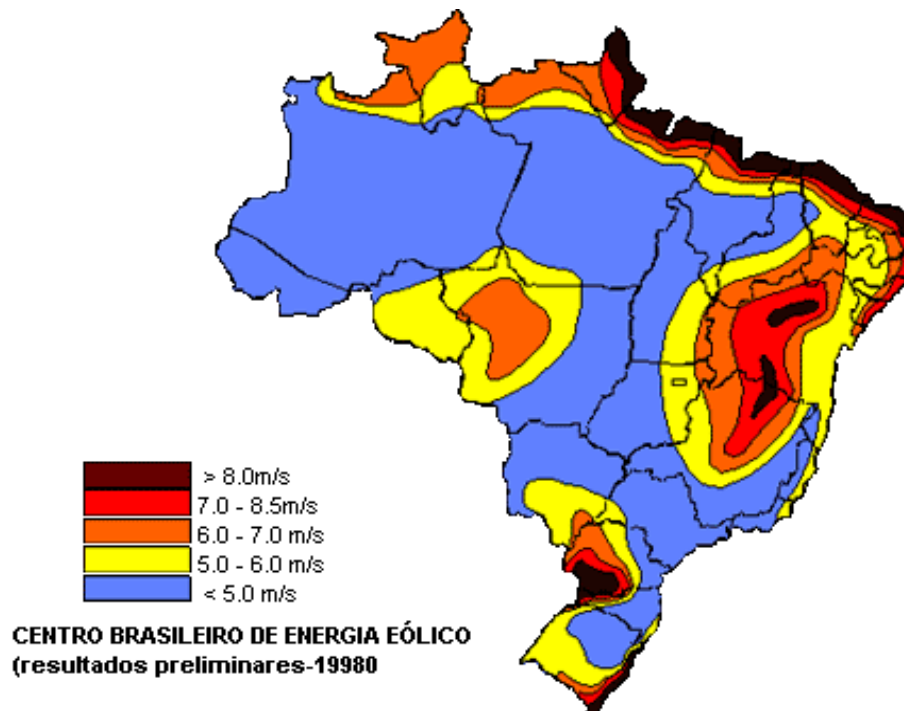 > 8.0m/s
7.0 - 8.5m/s
6.0 - 7.0 m/s
5.0 - 6.0 m/s
< 5.0 m/s
CENTRO BRASILEIRO DE ENERGIA EÓLICO
(resultados preliminares-19980